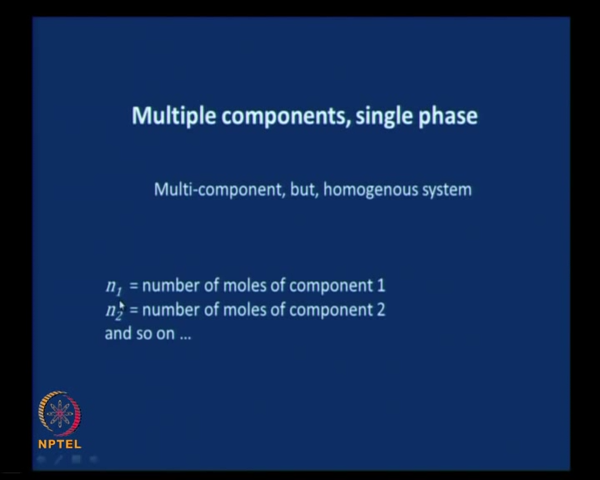 Multiple components, single phase
Multi-component, but, homogenous system
n₁ = number of moles of component 1
n₂ = number of moles of component 2
and so on ...
NPTEL